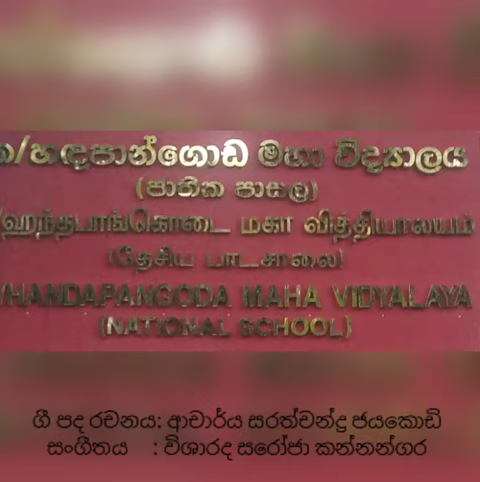 ක/හඳපාන්ගොඩ මහා විද්‍යාලය
(ජාතික පාසල)
/ஹந்தபாங்கொடை மகா வித்தியாலயம்
(தேசிய பாடசாலை)
/HANDAPANGODA MAHA VIDYALAYA
(NATIONAL SCHOOL)
ගී පද රචනය: ආචාර්ය සරත්චන්ද්‍ර ජයකොඩි
සංගීතය : විශාරද සරෝජා කන්නන්ගර